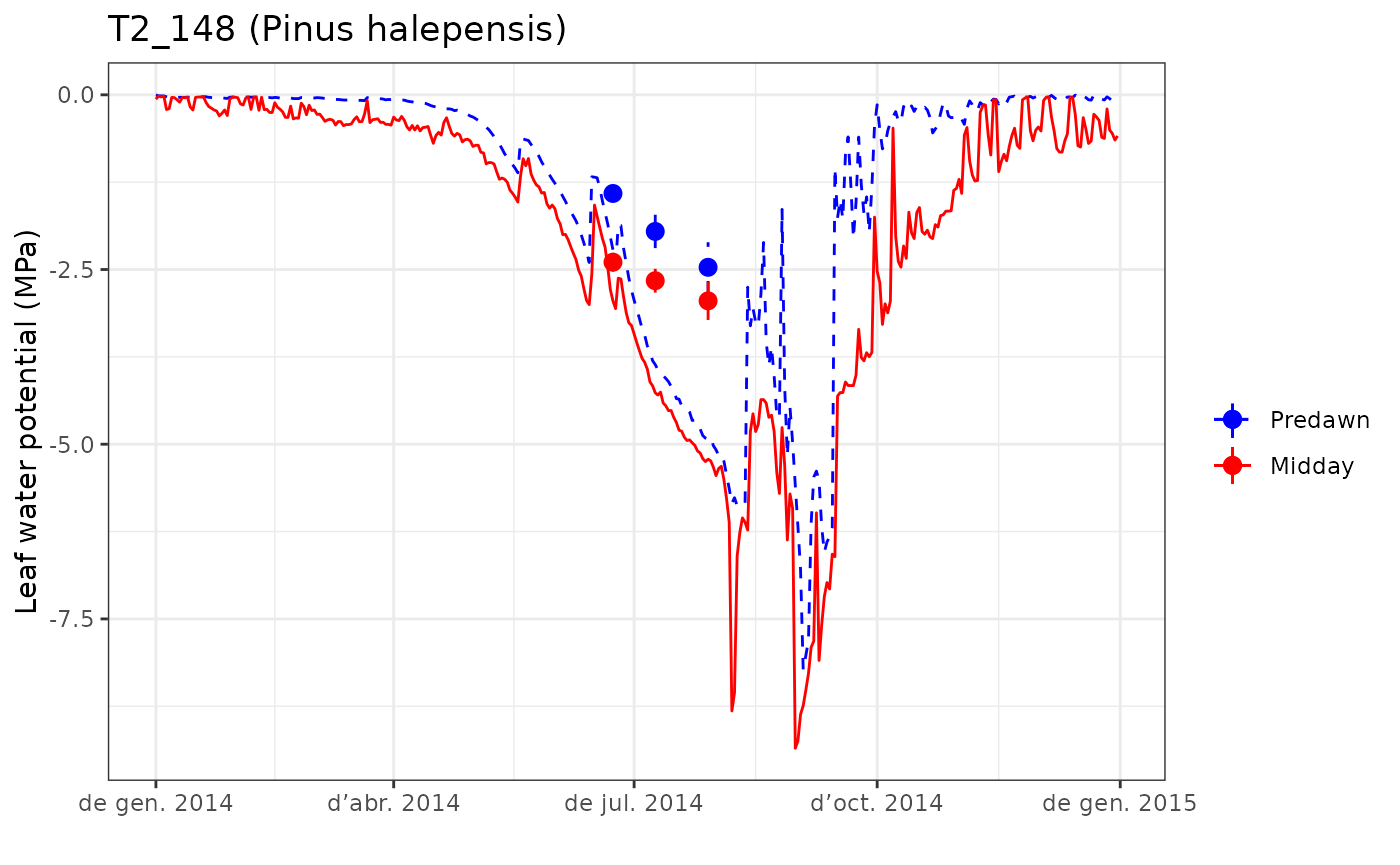 T2_148 (Pinus halepensis)
Leaf water potential (MPa)
0.0
-2.5
-5.0
-7.5
de gen. 2014
d’abr. 2014
de jul. 2014
d’oct. 2014
de gen. 2015
Predawn
Midday